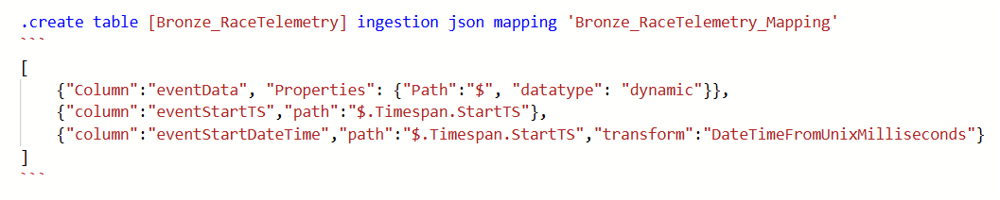 .create table [Bronze_RaceTelemetry] ingestion json mapping 'Bronze_RaceTelemetry_Mapping'
```
[
    {"Column":"eventData", "Properties": {"Path":"$", "datatype": "dynamic"}},
    {"column":"eventStartTS","path":"$.Timespan.StartTS"},
    {"column":"eventStartDateTime","path":"$.Timespan.StartTS","transform":"DateTimeFromUnixMilliseconds"}
]
```